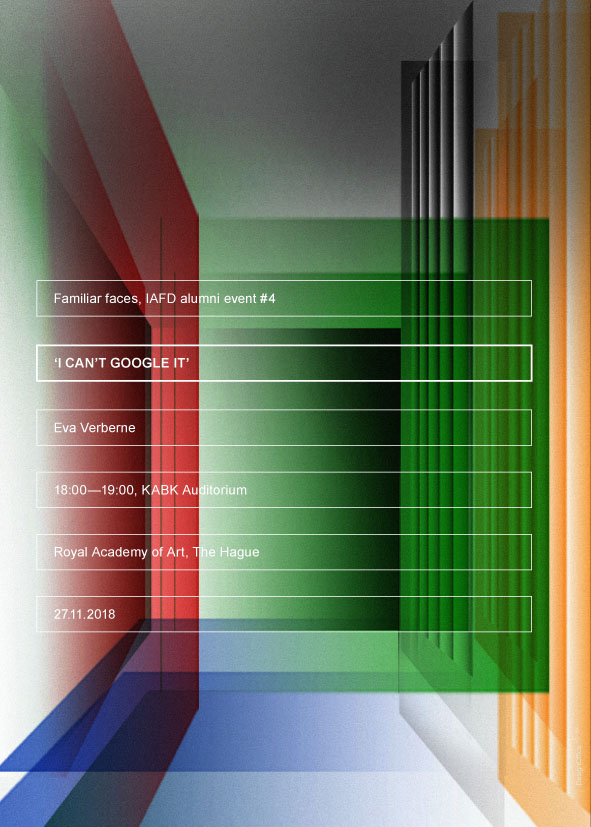 Familiar faces, IAFD alumni event #4
‘I CAN’T GOOGLE IT’
Eva Verberne
18:00—19:00, KABK Auditorium
Royal Academy of Art, The Hague
27.11.2018